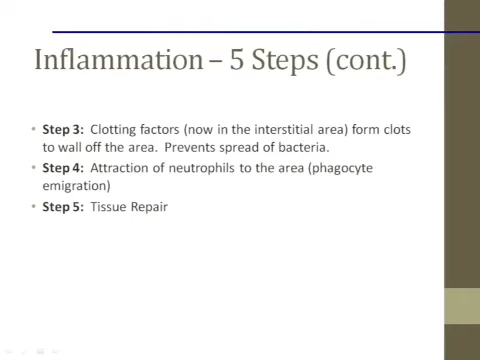 Inflammation – 5 Steps (cont.)
• Step 3: Clotting factors (now in the interstitial area) form clots
to wall off the area. Prevents spread of bacteria.
• Step 4: Attraction of neutrophils to the area (phagocyte
emigration)
• Step 5: Tissue Repair